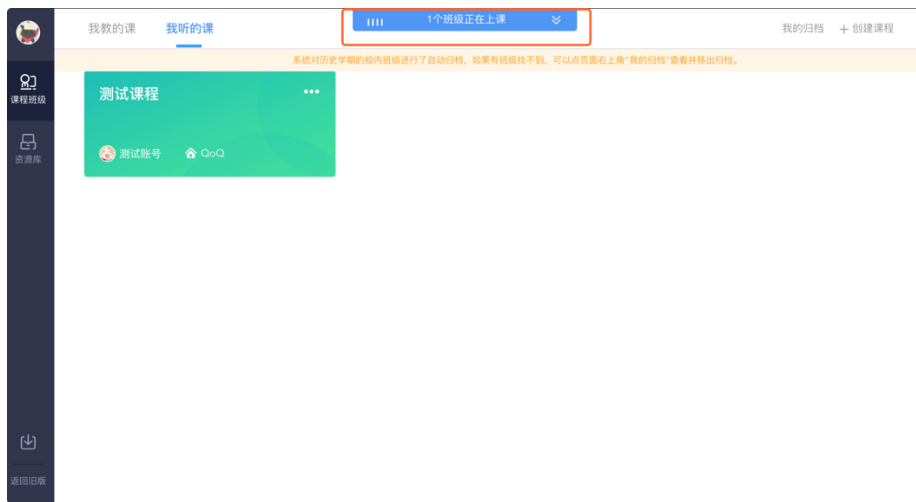 我教的课
我听的课
1个班级正在上课
我的归档
+ 创建课程
系统对历史学期的校内班级进行了自动归档，如果有班级找不到，可以点页面右上角"我的归档"查看并移出归档。
课程班级
资源库
测试课程
•••
测试账号
QoQ
返回旧版